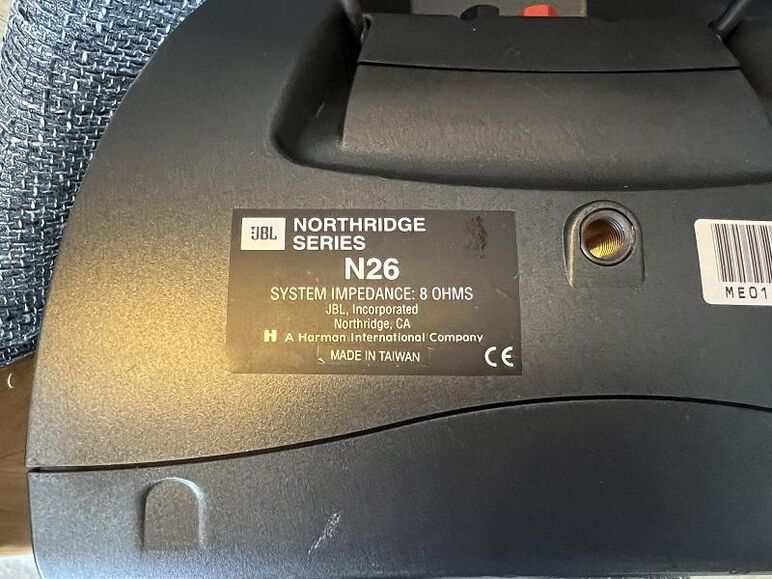 JBL
NORTHRIDGE
SERIES
N26
SYSTEM IMPEDANCE: 8 OHMS
JBL, Incorporated
Northridge, CA
H A Harman International Company
MADE IN TAIWAN
CE
ME01